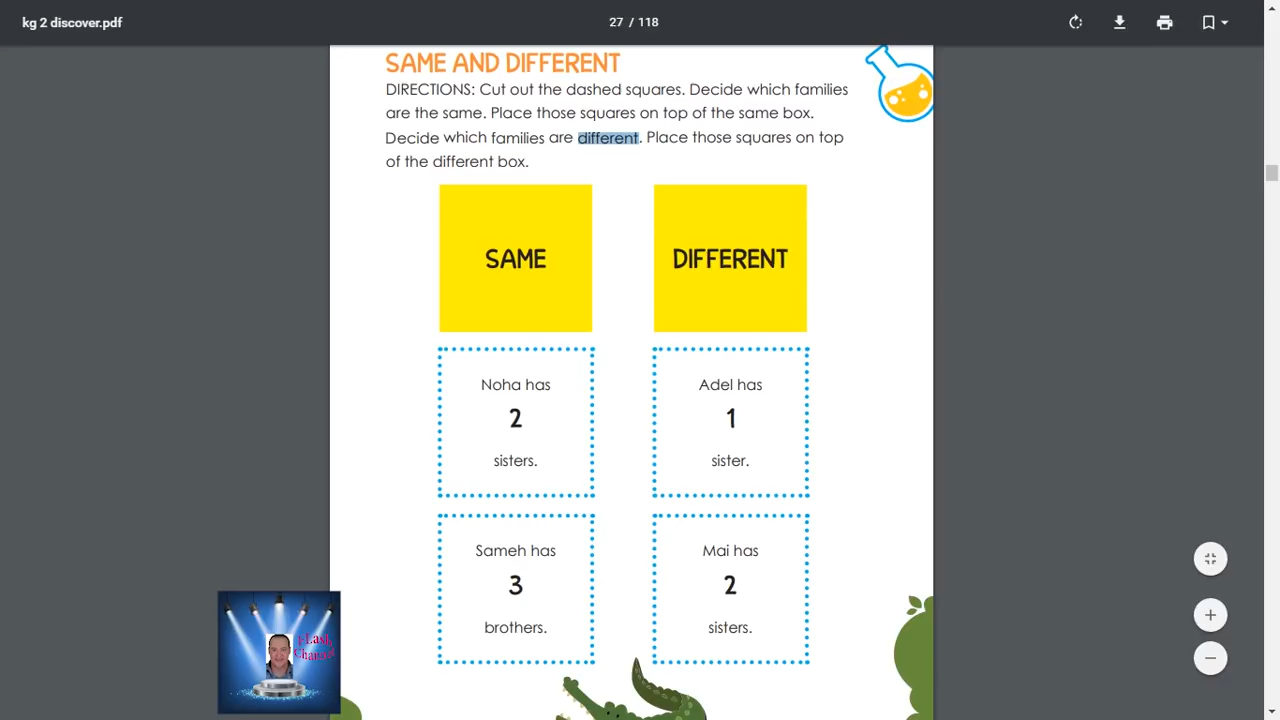 kg 2 discover.pdf
27 / 118
SAME AND DIFFERENT
DIRECTIONS: Cut out the dashed squares. Decide which families
are the same. Place those squares on top of the same box.
Decide which families are different. Place those squares on top
of the different box.
SAME
DIFFERENT
Noha has
2
sisters.
Adel has
1
sister.
Sameh has
3
brothers.
Mai has
2
sisters.